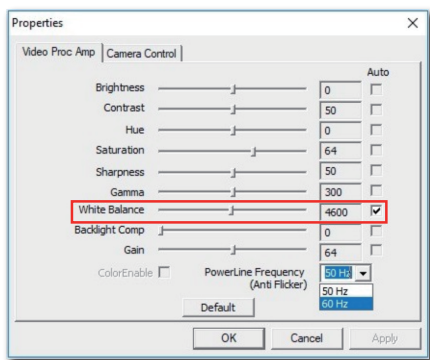 Properties
Video Proc Amp Camera Control
Auto
Brightness 0
Contrast 50
Hue 0
Saturation 64
Sharpness 50
Gamma 300
White Balance 4600
Backlight Comp 0
Gain 64
ColorEnable PowerLine Frequency 50 Hz
(Anti Flicker) 50 Hz
60 Hz
Default
OK Cancel Apply